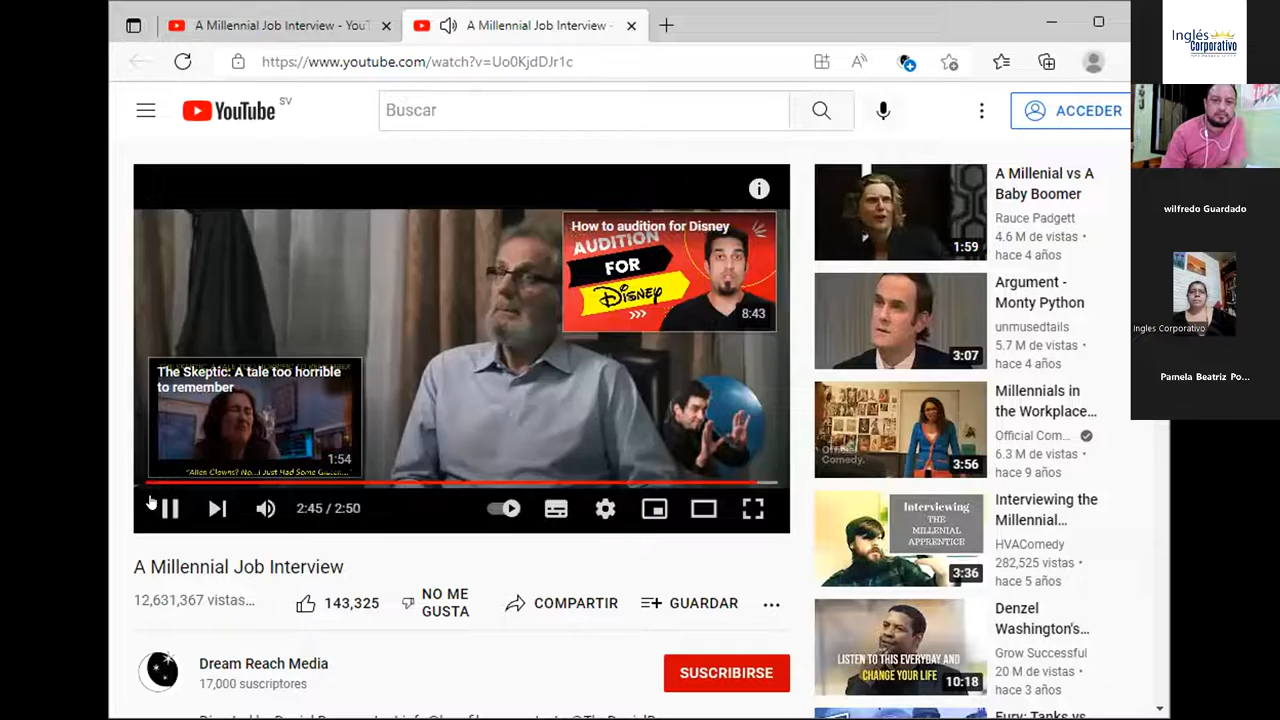 A Millennial Job Interview - YouT
A Millennial Job Interview -
https://www.youtube.com/watch?v=Uo0KjdDJr1c
YouTube SV
Buscar
ACCEDER
How to audition for Disney
AUDITION
FOR
Disney
8:43
The Skeptic: A tale too horrible
to remember
1:54
2:45 / 2:50
A Millennial Job Interview
12,631,367 vistas...
143,325
NO ME
GUSTA
COMPARTIR
GUARDAR
Dream Reach Media
17,000 suscriptores
SUSCRIBIRSE
A Millenial vs A
Baby Boomer
Rauce Padgett
4.6 M de vistas •
hace 4 años
1:59
Argument -
Monty Python
unmusedtails
5.7 M de vistas •
hace 4 años
3:07
Millennials in
the Workplace...
Official Com...
6.3 M de vistas •
hace 9 años
Official
Comedy.
3:56
Interviewing the
Millennial...
HVAComedy
282,525 vistas •
hace 5 años
Interviewing
THE
MILLENIAL
APPRENTICE
3:36
Denzel
Washington's...
Grow Successful
20 M de vistas •
hace 3 años
LISTEN TO THIS EVERYDAY AND
CHANGE YOUR LIFE
10:18
Fury: Tanks vs
Inglés
Corporativo
wilfredo Guardado
Ingles Corporativo
Pamela Beatriz Po...